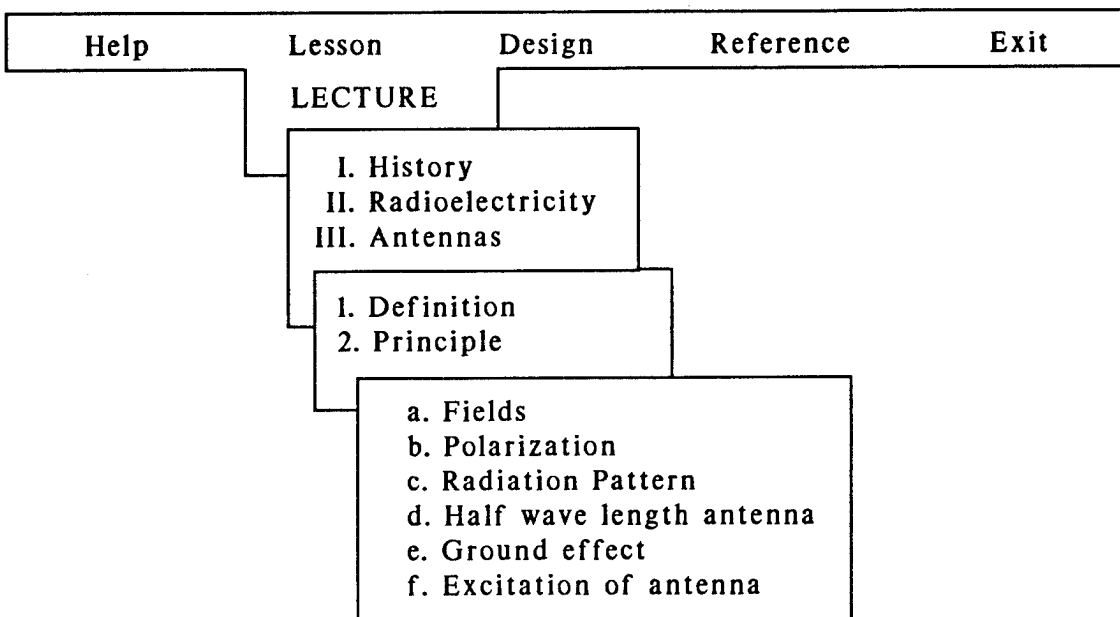 Help Lesson Design Reference Exit
LECTURE
I. History
II. Radioelectricity
III. Antennas
1. Definition
2. Principle
a. Fields
b. Polarization
c. Radiation Pattern
d. Half wave length antenna
e. Ground effect
f. Excitation of antenna